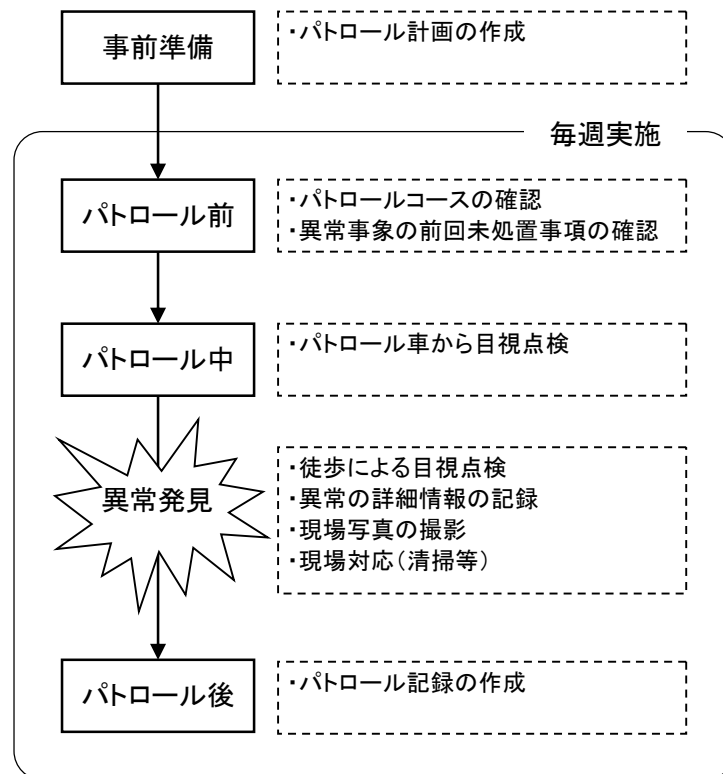 事前準備
・パトロール計画の作成
毎週実施
パトロール前
・パトロールコースの確認
・異常事象の前回未処置事項の確認
パトロール中
・パトロール車から目視点検
異常発見
・徒歩による目視点検
・異常の詳細情報の記録
・現場写真の撮影
・現場対応(清掃等)
パトロール後
・パトロール記録の作成